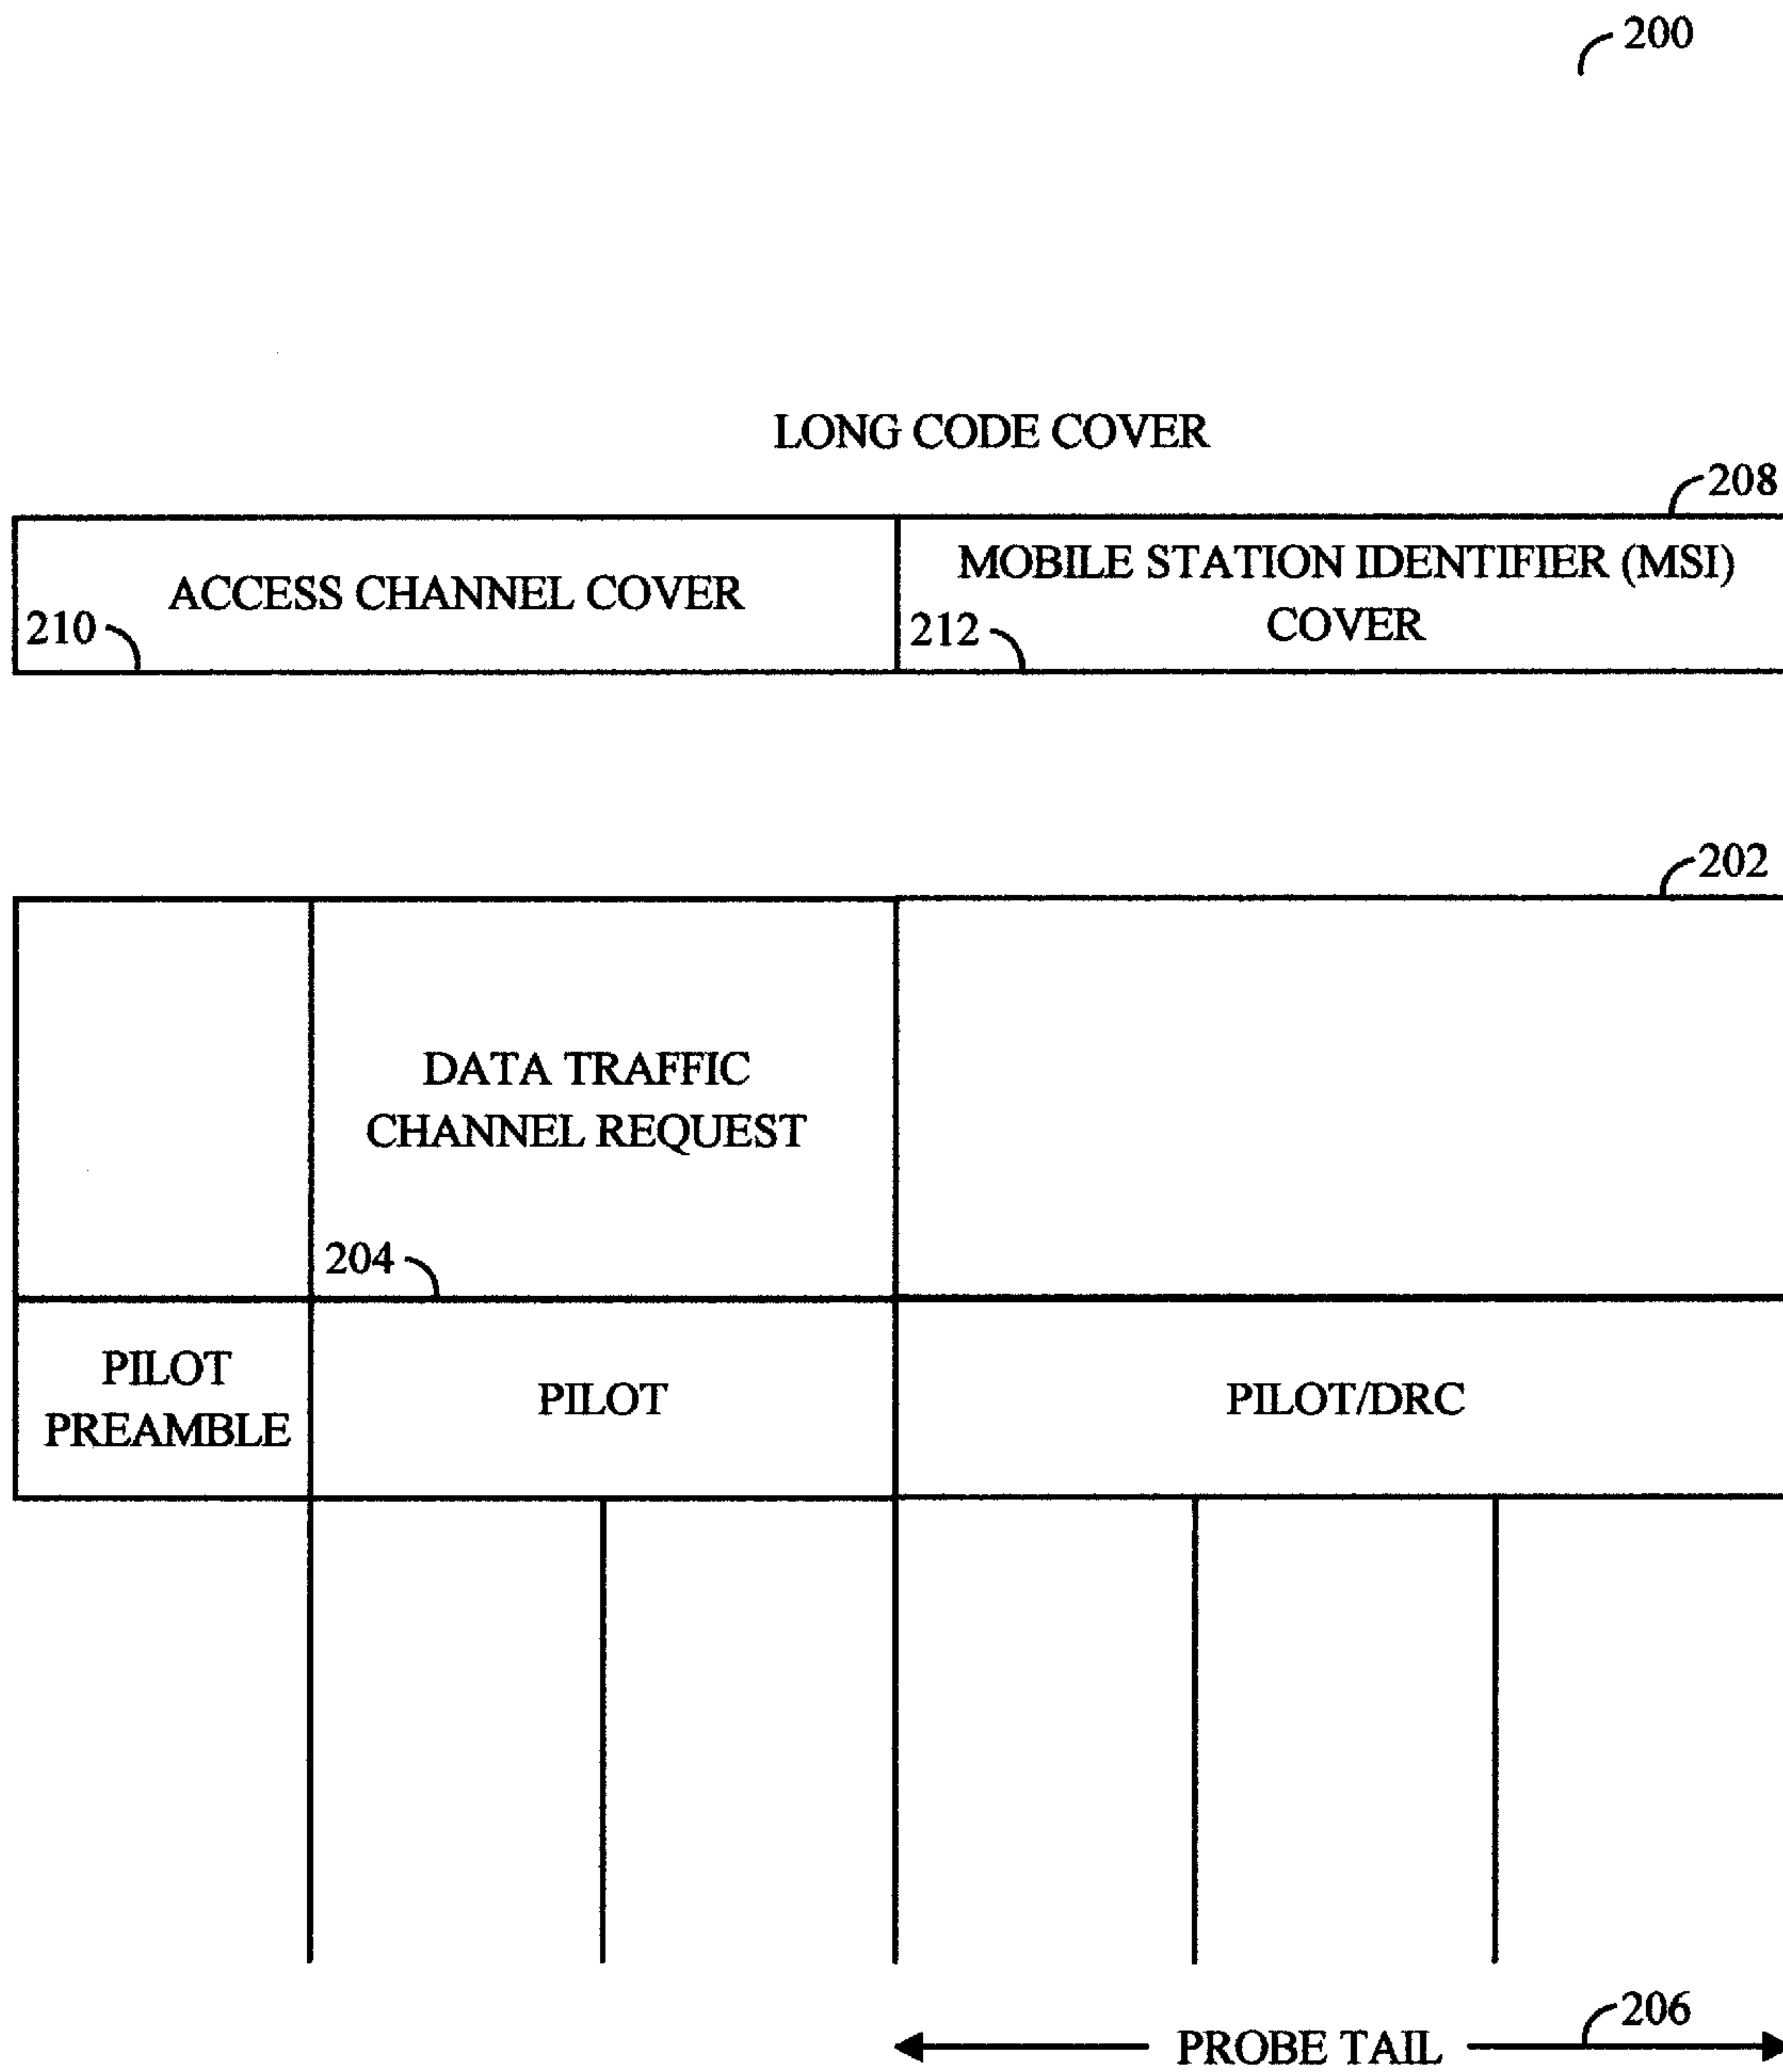 200
LONG CODE COVER
208
ACCESS CHANNEL COVER
210
MOBILE STATION IDENTIFIER (MSI)
COVER
212
202
DATA TRAFFIC
CHANNEL REQUEST
204
PILOT
PREAMBLE
PILOT
PILOT/DRC
206
PROBE TAIL